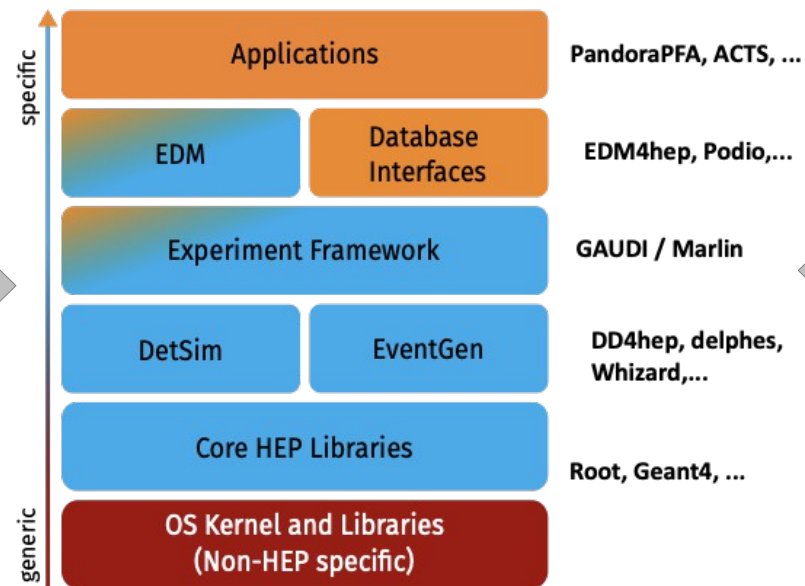 specific
Applications
PandoraPFA, ACTS, ...
EDM
Database
Interfaces
EDM4hep, Podio,...
Experiment Framework
GAUDI / Marlin
DetSim
EventGen
DD4hep, delphes,
Whizard,...
Core HEP Libraries
Root, Geant4, ...
generic
OS Kernel and Libraries
(Non-HEP specific)